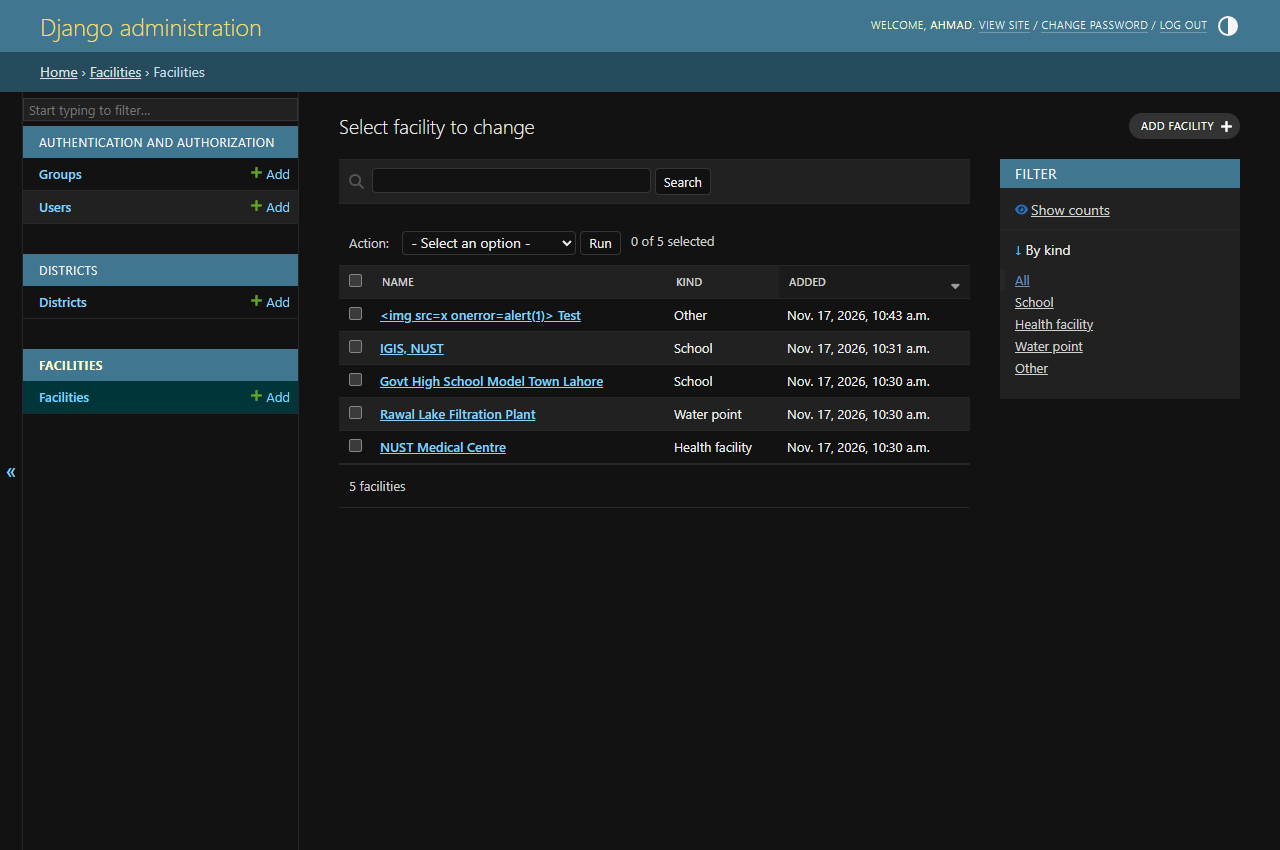 Django administration
WELCOME, AHMAD. VIEW SITE / CHANGE PASSWORD / LOG OUT
Home › Facilities › Facilities
Start typing to filter...
AUTHENTICATION AND AUTHORIZATION
Groups + Add
Users + Add
DISTRICTS
Districts + Add
FACILITIES
Facilities + Add
«
Select facility to change
ADD FACILITY +
Search
Action: - Select an option - Run 0 of 5 selected
NAME KIND ADDED
<img src=x onerror=alert(1)> Test Other Nov. 17, 2026, 10:43 a.m.
IGIS, NUST School Nov. 17, 2026, 10:31 a.m.
Govt High School Model Town Lahore School Nov. 17, 2026, 10:30 a.m.
Rawal Lake Filtration Plant Water point Nov. 17, 2026, 10:30 a.m.
NUST Medical Centre Health facility Nov. 17, 2026, 10:30 a.m.
5 facilities
FILTER
Show counts
↓ By kind
All
School
Health facility
Water point
Other